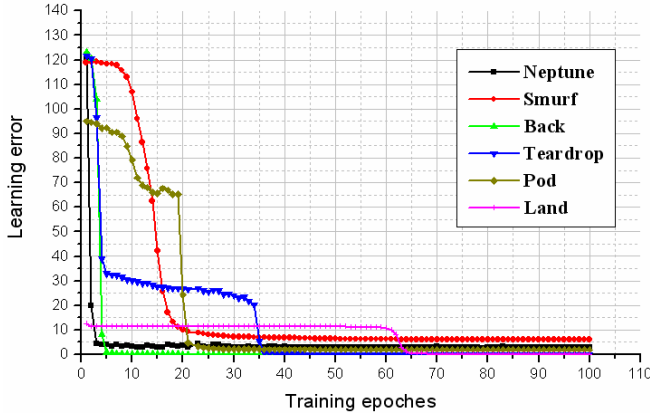 140
130
120
110
100
90
80
70
60
50
40
30
20
10
0
Learning error
Neptune
Smurf
Back
Teardrop
Pod
Land
0 10 20 30 40 50 60 70 80 90 100 110
Training epoches